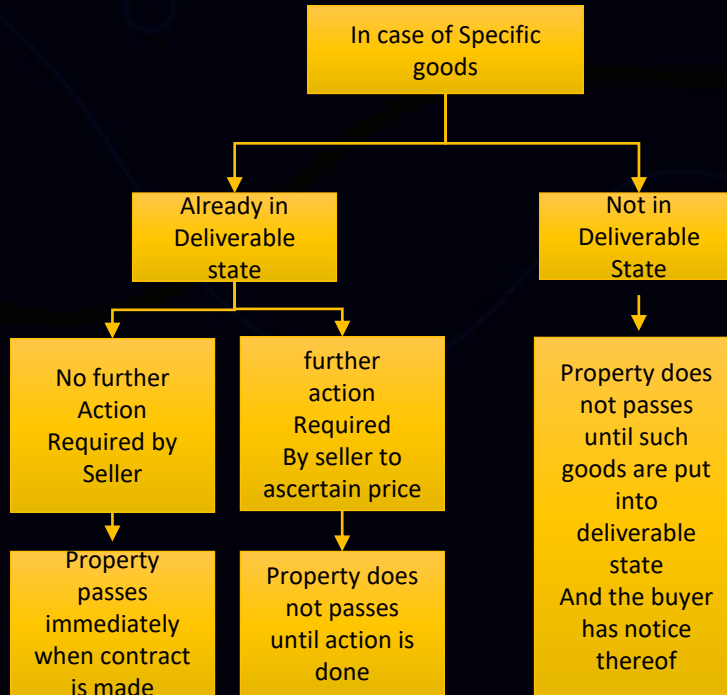 In case of Specific
goods
Already in
Deliverable
state
Not in
Deliverable
State
No further
Action
Required by
Seller
further
action
Required
By seller to
ascertain price
Property does
not passes
until such
goods are put
into
deliverable
state
And the buyer
has notice
thereof
Property
passes
immediately
when contract
is made
Property does
not passes
until action is
done